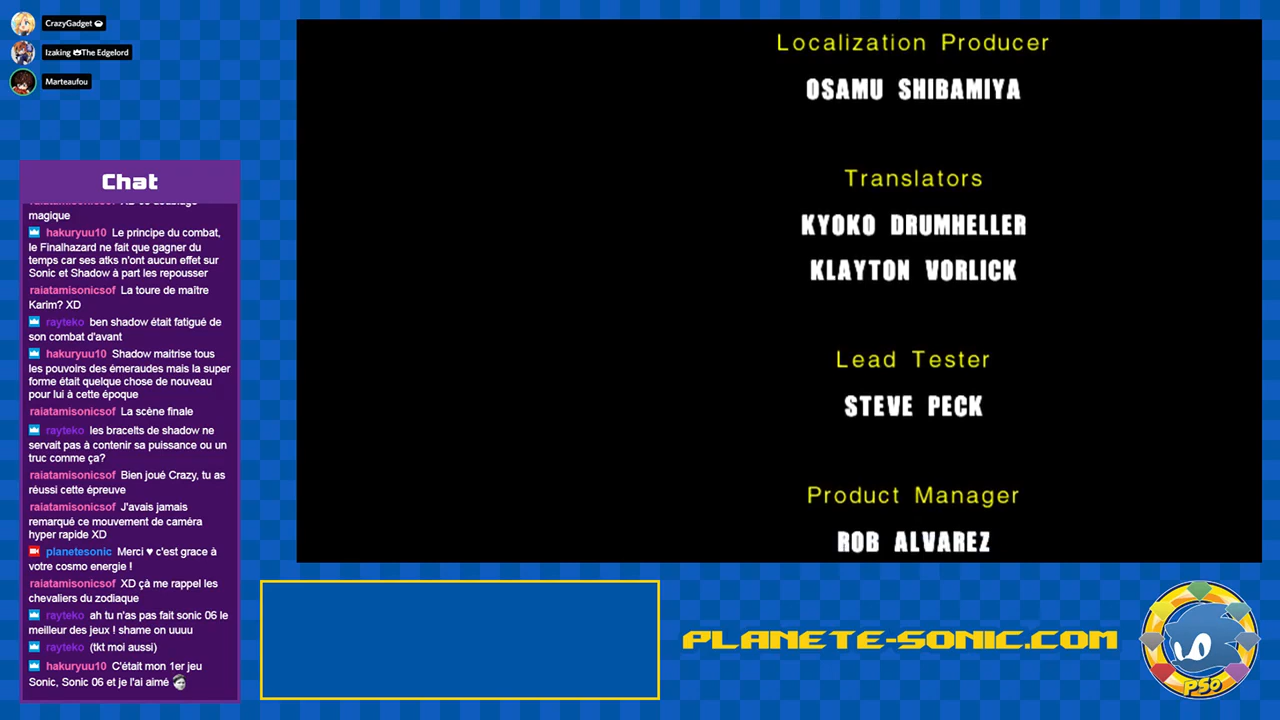 CrazyGadget
Izaking The Edgelord
Marteaufou
Chat
magique
hakuryuu10 Le principe du combat,
le Finalhazard ne fait que gagner du
temps car ses atks n'ont aucun effet sur
Sonic et Shadow à part les repousser
raiatamisonicsof La toure de maître
Karim? XD
rayteko ben shadow était fatigué de
son combat d'avant
hakuryuu10 Shadow maitrise tous
les pouvoirs des émeraudes mais la super
forme était quelque chose de nouveau
pour lui à cette époque
raiatamisonicsof La scène finale
rayteko les bracelts de shadow ne
servait pas à contenir sa puissance ou un
truc comme ça?
raiatamisonicsof Bien joué Crazy, tu as
réussi cette épreuve
raiatamisonicsof J'avais jamais
remarqué ce mouvement de caméra
hyper rapide XD
planetesonic Merci ♥ c'est grace à
votre cosmo energie !
raiatamisonicsof XD çà me rappel les
chevaliers du zodiaque
rayteko ah tu n'as pas fait sonic 06 le
meilleur des jeux ! shame on uuuu
rayteko (tkt moi aussi)
hakuryuu10 C'était mon 1er jeu
Sonic, Sonic 06 et je l'ai aimé
Localization Producer
OSAMU SHIBAMIYA
Translators
KYOKO DRUMHELLER
KLAYTON VORLICK
Lead Tester
STEVE PECK
Product Manager
ROB ALVAREZ
PLANETE-SONIC.COM
PSO